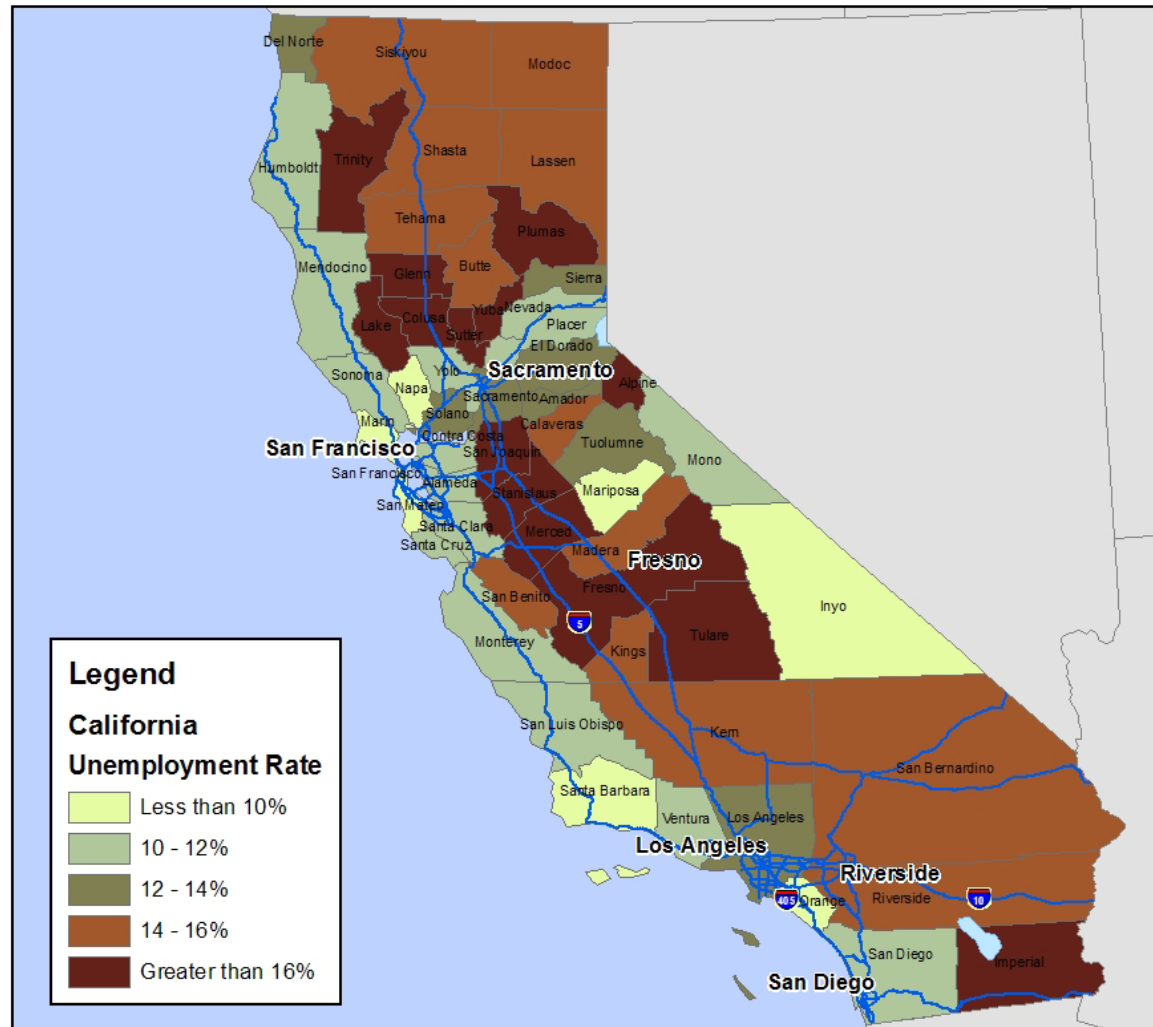 Del Norte
Siskiyou
Modoc
Humboldt
Trinity
Shasta
Lassen
Tehama
Plumas
Mendocino
Glenn
Butte
Sierra
Lake
Colusa
Yuba
Nevada
Sutter
Placer
El Dorado
Sonoma
Napa
Yolo
Sacramento
Alpine
Sacramento
Amador
Marin
Solano
Calaveras
Contra Costa
Tuolumne
San Francisco
San Joaquin
Mono
San Francisco
Alameda
Stanislaus
Mariposa
San Mateo
Santa Clara
Merced
Santa Cruz
Madera
Fresno
Fresno
San Benito
Inyo
5
Monterey
Kings
Tulare
San Luis Obispo
Kern
San Bernardino
Santa Barbara
Ventura
Los Angeles
Los Angeles
Riverside
405
Orange
Riverside
10
San Diego
Imperial
San Diego
Legend
California
Unemployment Rate
Less than 10%
10 - 12%
12 - 14%
14 - 16%
Greater than 16%